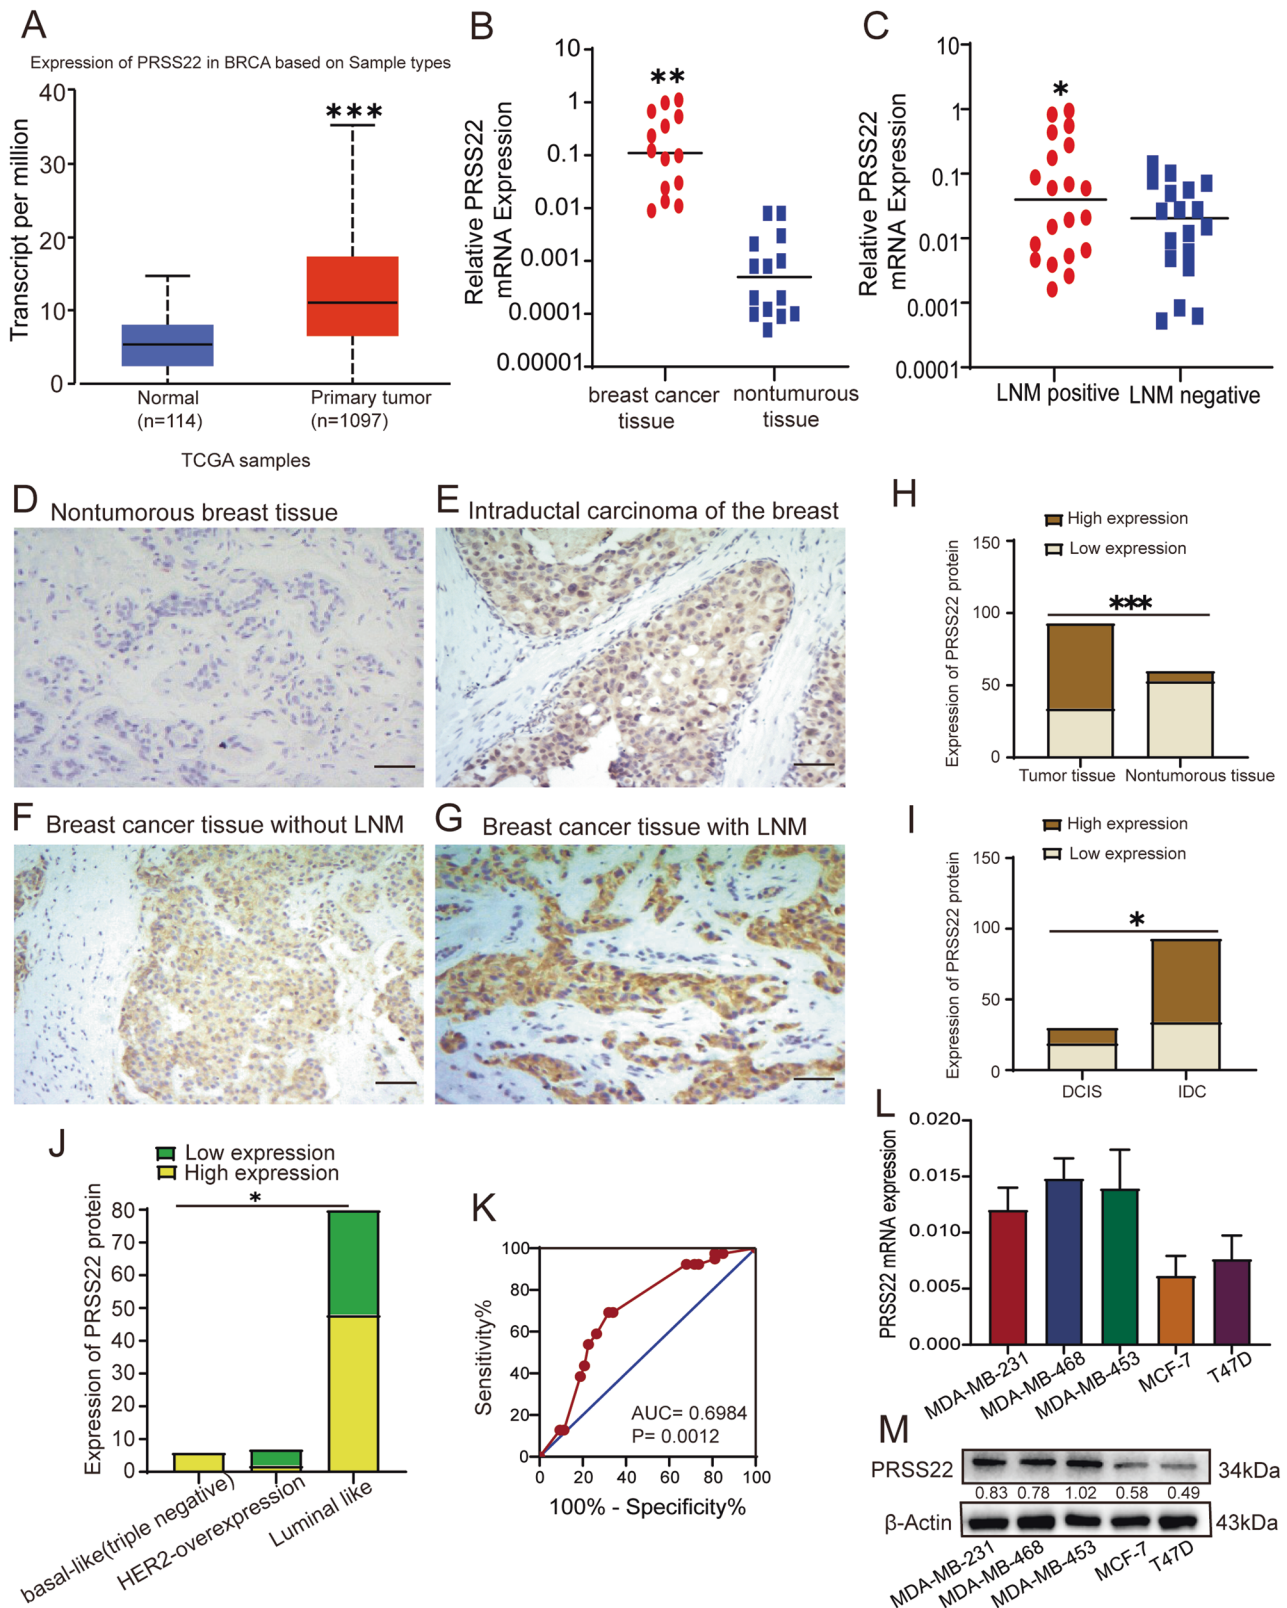 A
Expression of PRSS22 in BRCA based on Sample types
Transcript per million
40
30
20
10
0
***
Normal
(n=114)
Primary tumor
(n=1097)
TCGA samples
B
Relative PRSS22
mRNA Expression
10
1
0.1
0.01
0.001
0.0001
0.00001
**
breast cancer
tissue
nontumurous
tissue
C
Relative PRSS22
mRNA Expression
10
1
0.1
0.01
0.001
0.0001
*
LNM positive
LNM negative
D
Nontumorous breast tissue
E
Intraductal carcinoma of the breast
F
Breast cancer tissue without LNM
G
Breast cancer tissue with LNM
H
High expression
Low expression
Expression of PRSS22 protein
150
100
50
0
***
Tumor tissue
Nontumorous tissue
I
High expression
Low expression
Expression of PRSS22 protein
150
100
50
0
*
DCIS
IDC
J
Low expression
High expression
Expression of PRSS22 protein
80
70
60
50
40
30
20
10
0
*
basal-like(triple negative)
HER2-overexpression
Luminal like
K
Sensitivity%
100
80
60
40
20
0
AUC= 0.6984
P= 0.0012
0 20 40 60 80 100
100% - Specificity%
L
PRSS22 mRNA expression
0.020
0.015
0.010
0.005
0.000
MDA-MB-231
MDA-MB-468
MDA-MB-453
MCF-7
T47D
M
PRSS22
34kDa
0.83 0.78 1.02 0.58 0.49
β-Actin
43kDa
MDA-MB-231
MDA-MB-468
MDA-MB-453
MCF-7
T47D